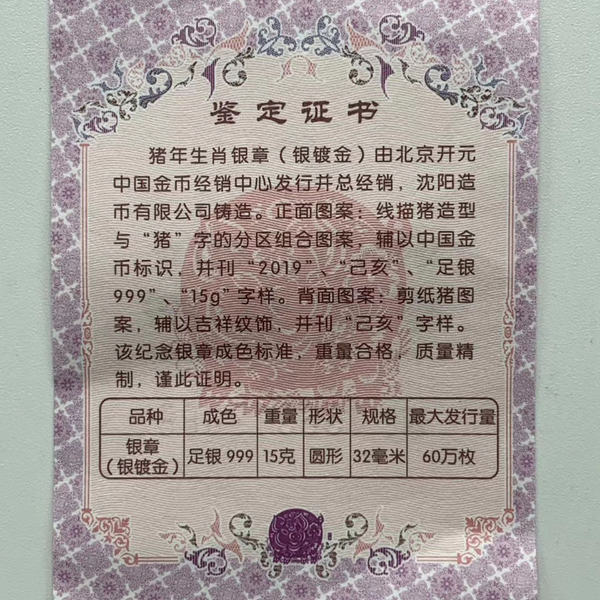 鉴定证书
猪年生肖银章（银镀金）由北京开元
中国金币经销中心发行并总经销，沈阳造
币有限公司铸造。正面图案：线描猪造型
与“猪”字的分区组合图案，辅以中国金
币标识，并刊“2019”、“己亥”、“足银
999”、“15g”字样。背面图案：剪纸猪图
案，辅以吉祥纹饰，并刊“己亥”字样。
该纪念银章成色标准，重量合格，质量精
制，谨此证明。
品种 成色 重量 形状 规格 最大发行量
银章
（银镀金） 足银 999 15克 圆形 32毫米 60万枚